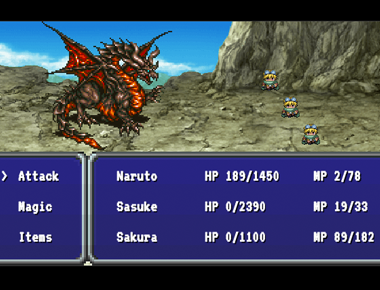 > Attack Naruto HP 189/1450 MP 2/78
Magic Sasuke HP 0/2390 MP 19/33
Items Sakura HP 0/1100 MP 89/182